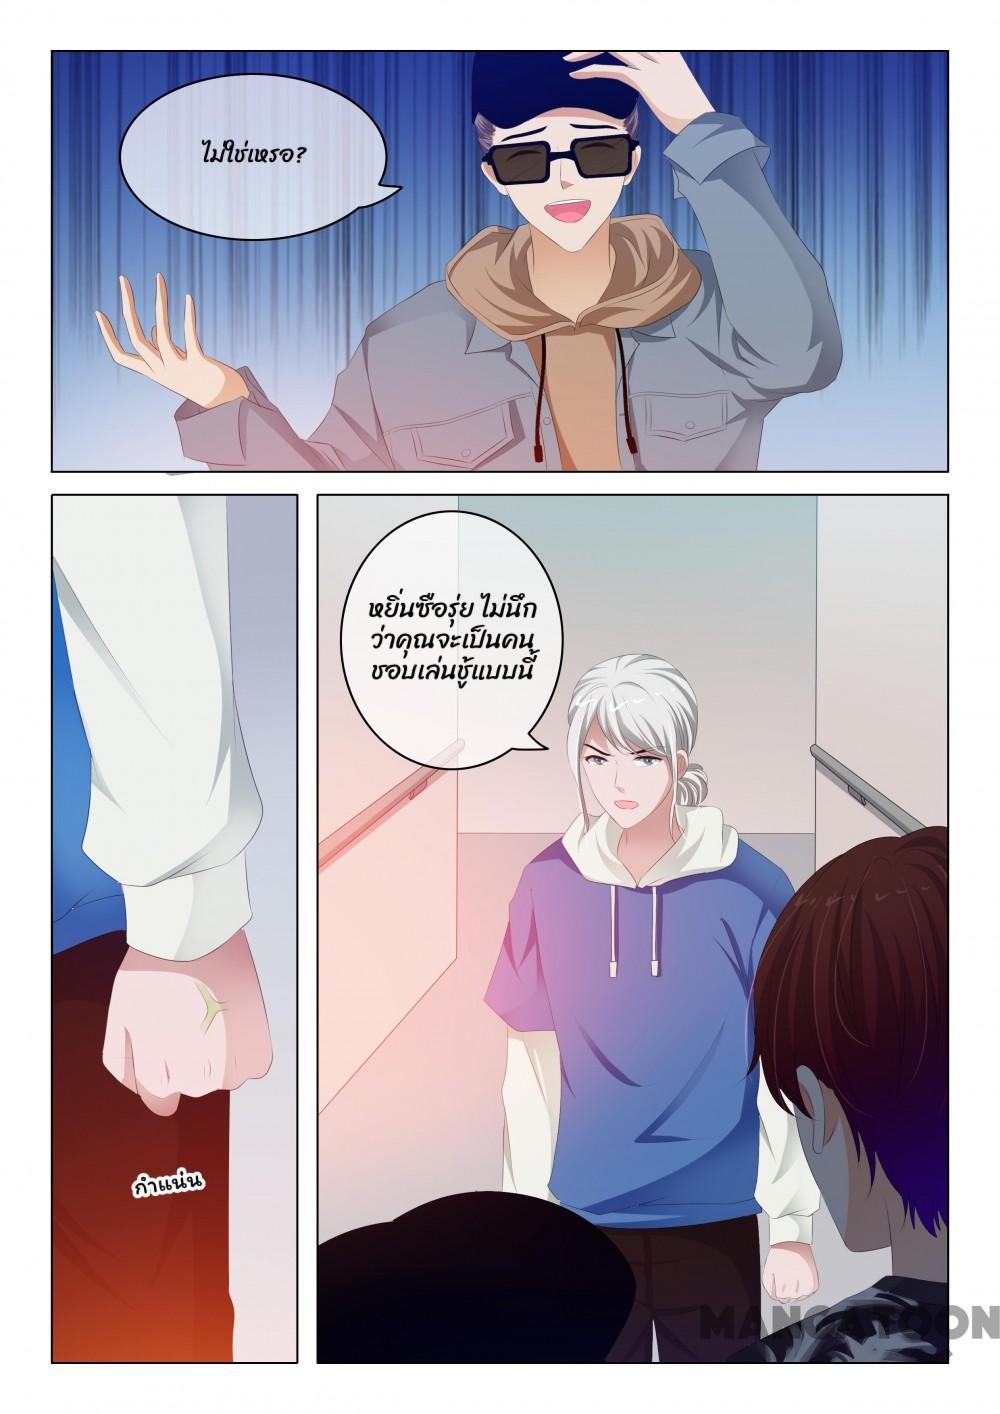 ไม่ใช่เหรอ?
หยิ่นซือรุ่ย ไม่นึก
ว่าคุณจะเป็นคน
ชอบเล่นชู้แบบนี้
กำแน่น
MANGATOON